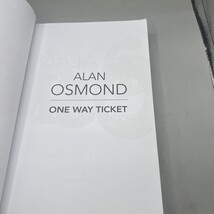 ALAN
OSMOND
ONE WAY TICKET